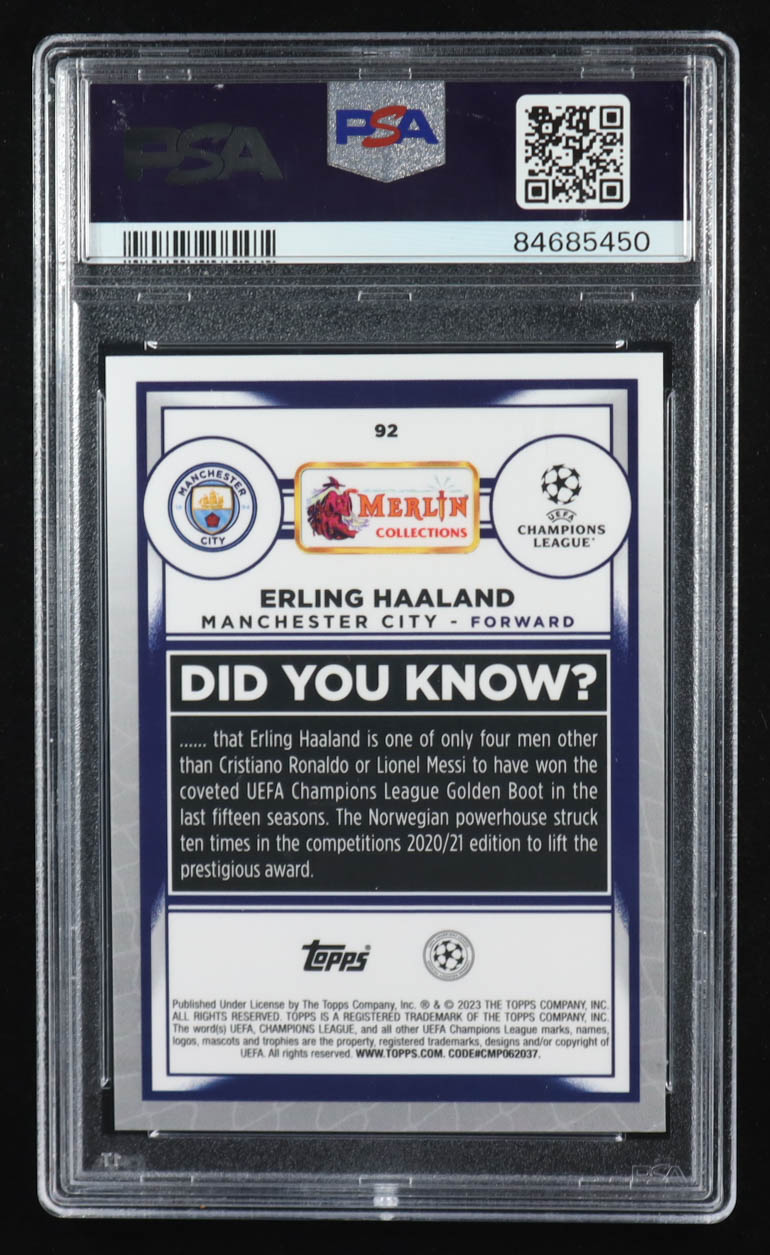 PSA
PSA
84685450
92
MANCHESTER
18 94
CITY
MERLIN
COLLECTIONS
UEFA
CHAMPIONS
LEAGUE
ERLING HAALAND
MANCHESTER CITY - FORWARD
DID YOU KNOW?
...... that Erling Haaland is one of only four men other
than Cristiano Ronaldo or Lionel Messi to have won the
coveted UEFA Champions League Golden Boot in the
last fifteen seasons. The Norwegian powerhouse struck
ten times in the competitions 2020/21 edition to lift the
prestigious award.
Topps®
Published Under License by The Topps Company, Inc. ® & © 2023 THE TOPPS COMPANY, INC.
ALL RIGHTS RESERVED. TOPPS IS A REGISTERED TRADEMARK OF THE TOPPS COMPANY, INC.
The word(s) UEFA, CHAMPIONS LEAGUE, and all other UEFA Champions League marks, names,
logos, mascots and trophies are the property, registered trademarks, designs and/or copyright of
UEFA. All rights reserved. WWW.TOPPS.COM. CODE#CMP062037.
PSA